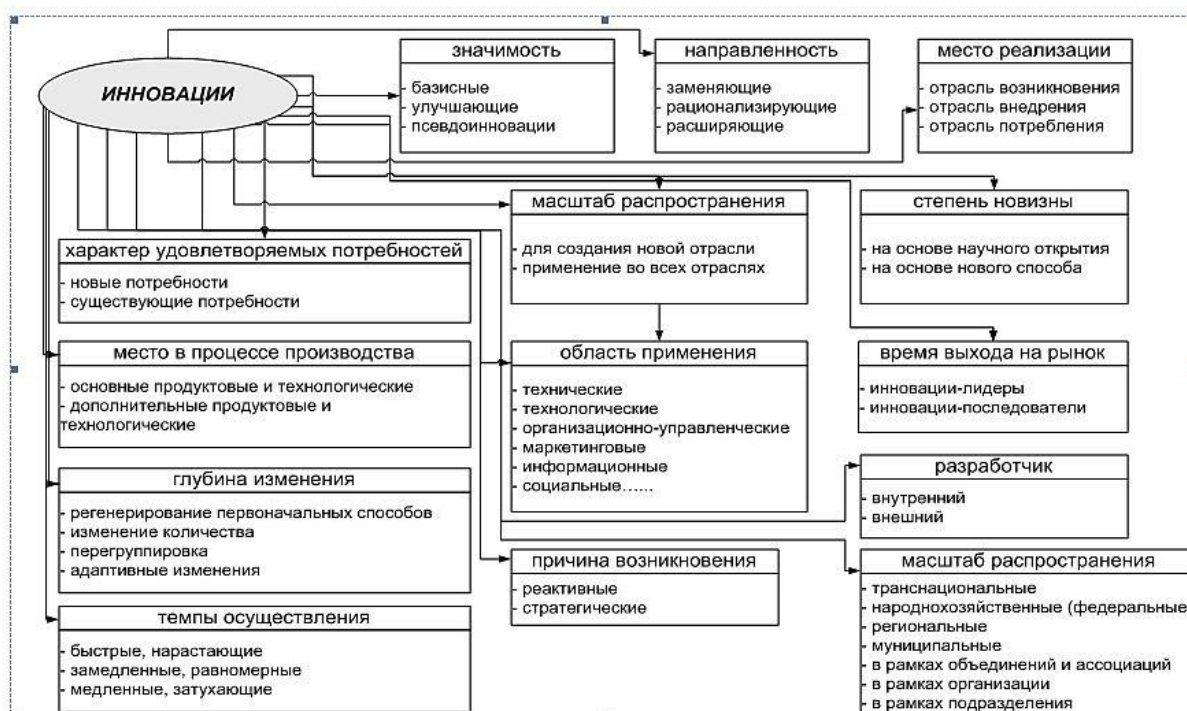 ИННОВАЦИИ
значимость
- базисные
- улучшающие
- псевдоинновации
направленность
- заменяющие
- рационализирующие
- расширяющие
место реализации
- отрасль возникновения
- отрасль внедрения
- отрасль потребления
масштаб распространения
- для создания новой отрасли
- применение во всех отраслях
степень новизны
- на основе научного открытия
- на основе нового способа
характер удовлетворяемых потребностей
- новые потребности
- существующие потребности
место в процессе производства
- основные продуктовые и технологические
- дополнительные продуктовые и
технологические
область применения
- технические
- технологические
- организационно-управленческие
- маркетинговые
- информационные
- социальные......
время выхода на рынок
- инновации-лидеры
- инновации-последователи
глубина изменения
- регенерирование первоначальных способов
- изменение количества
- перегруппировка
- адаптивные изменения
разработчик
- внутренний
- внешний
причина возникновения
- реактивные
- стратегические
масштаб распространения
- транснациональные
- народнохозяйственные (федеральные
- региональные
- муниципальные
- в рамках объединений и ассоциаций
- в рамках организации
- в рамках подразделения
темпы осуществления
- быстрые, нарастающие
- замедленные, равномерные
- медленные, затухающие